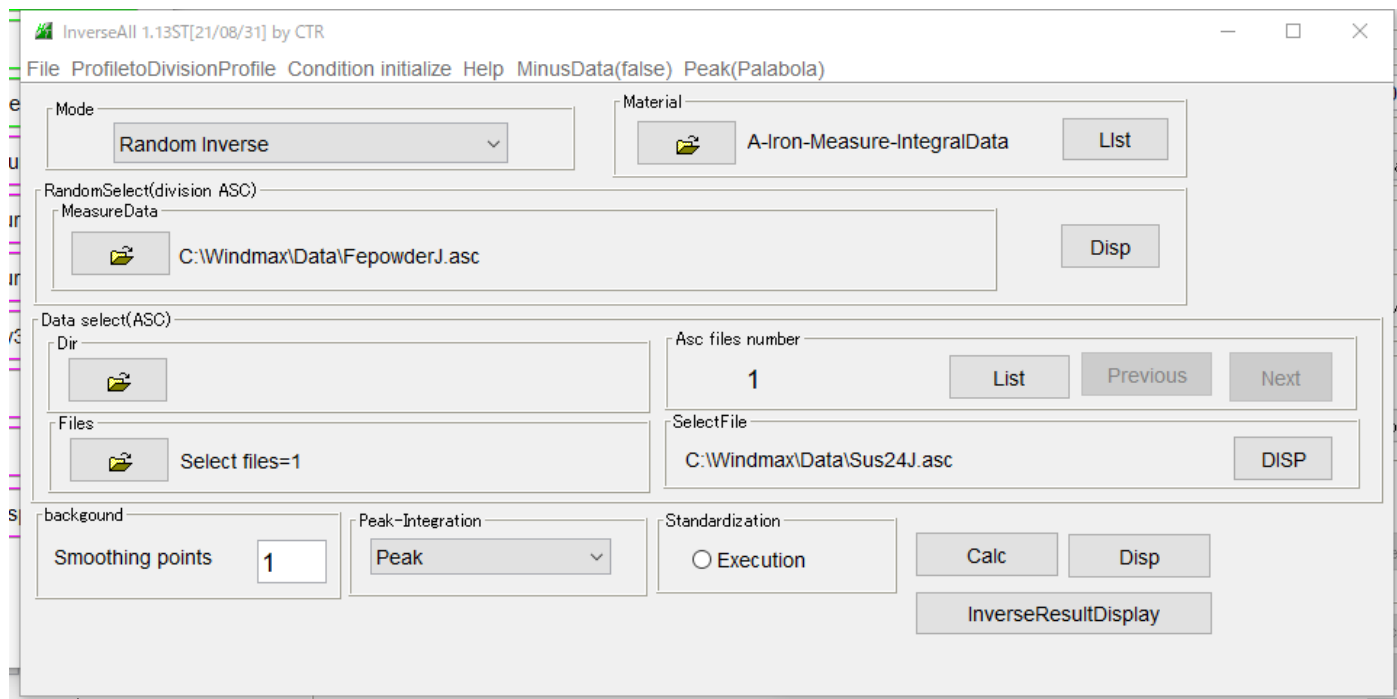 InverseAll 1.13ST[21/08/31] by CTR
File ProfiletoDivisionProfile Condition initialize Help MinusData(false) Peak(Palabola)
Mode
Random Inverse
Material
A-Iron-Measure-IntegralData
LIst
RandomSelect(division ASC)
MeasureData
C:\Windmax\Data\FepowderJ.asc
Disp
Data select(ASC)
Dir
Asc files number
1
List
Previous
Next
Files
Select files=1
SelectFile
C:\Windmax\Data\Sus24J.asc
DISP
backgound
Smoothing points
1
Peak-Integration
Peak
Standardization
Execution
Calc
Disp
InverseResultDisplay